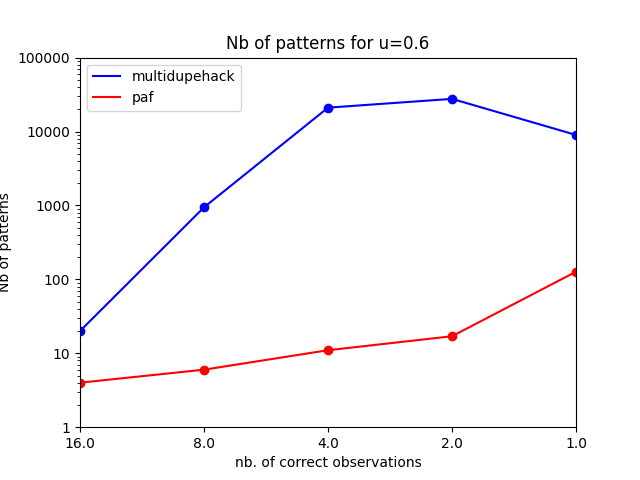 Nb of patterns for u=0.6
multidupehack
paf
100000
10000
1000
100
10
1
Nb of patterns
16.0 8.0 4.0 2.0 1.0
nb. of correct observations